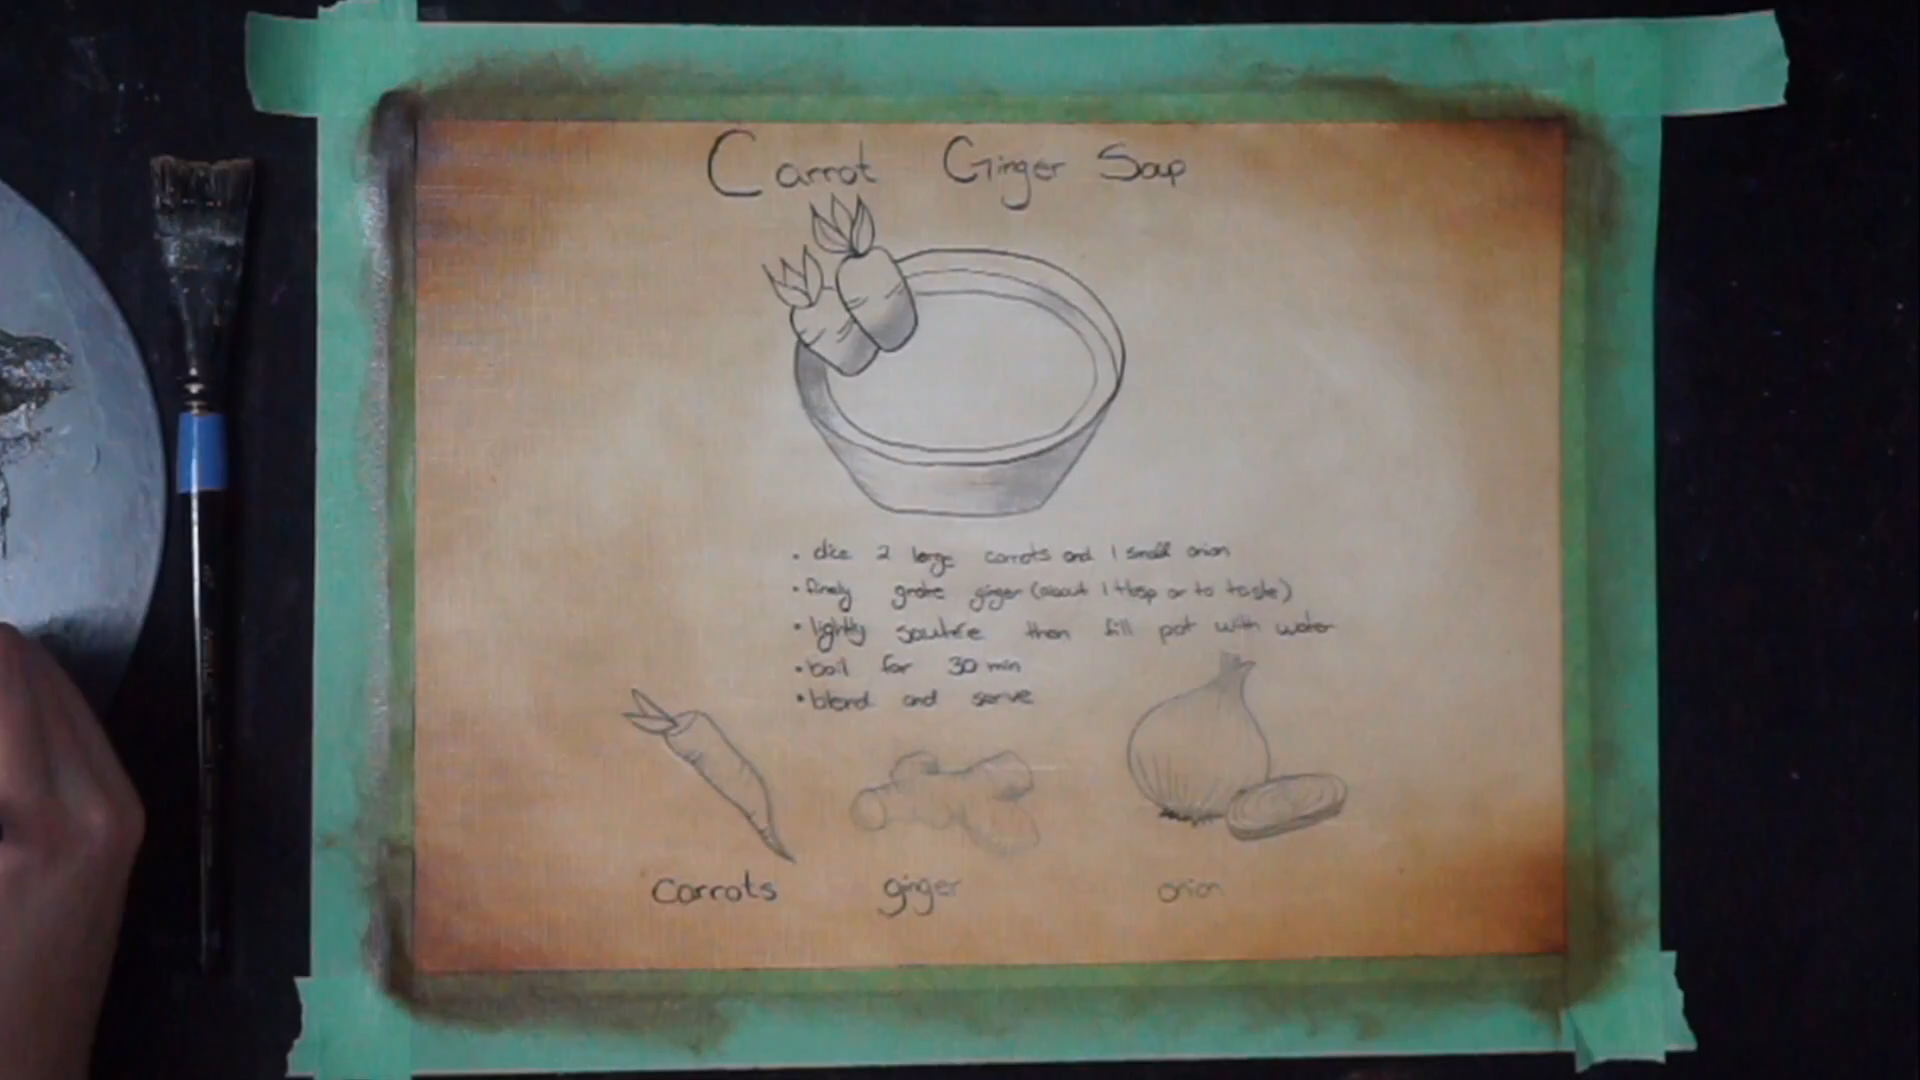 Carrot Ginger Soup
• dice 2 large carrots and 1 small onion
• finely grate ginger (about 1 tbsp or to taste)
• lightly sautée then fill pot with water
• boil for 30 min
• blend and serve
carrots ginger onion